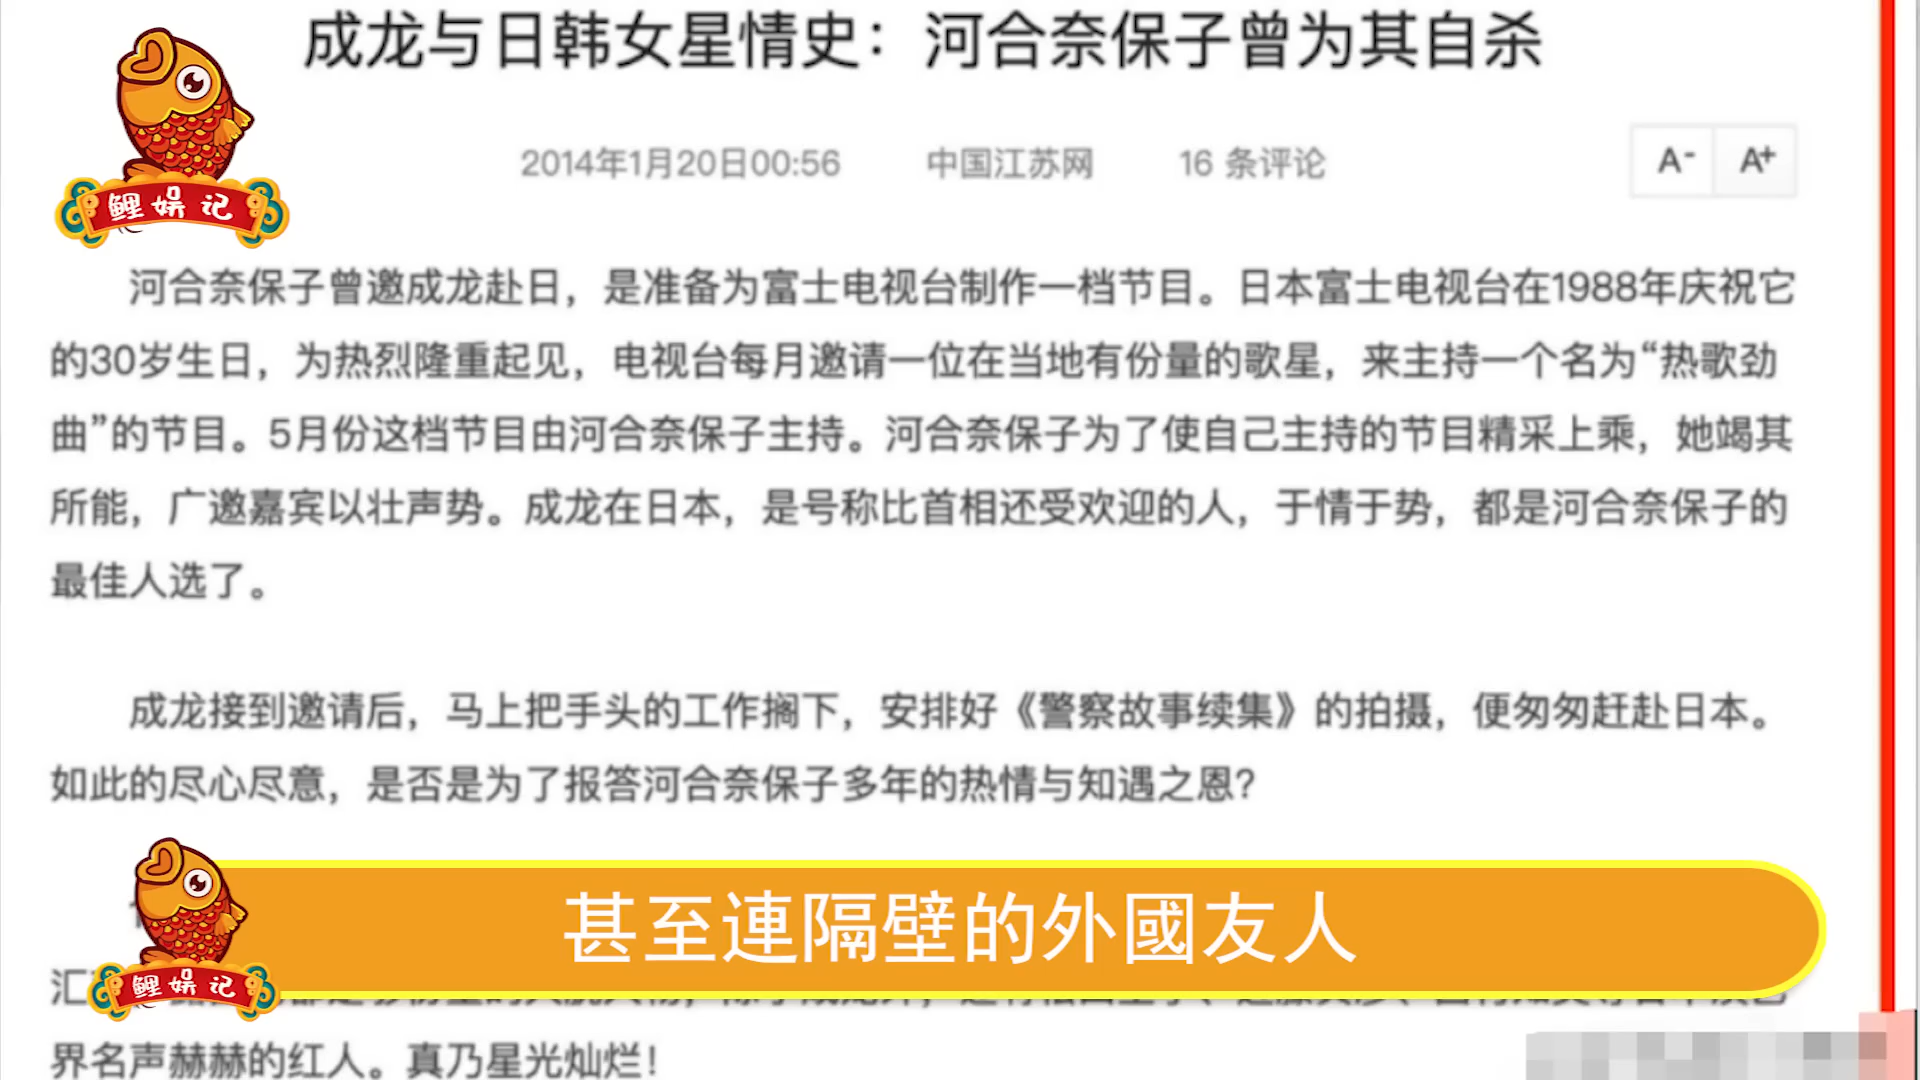 成龙与日韩女星情史：河合奈保子曾为其自杀
鲤娱记
2014年1月20日00:56 中国江苏网 16 条评论 A- A+
河合奈保子曾邀成龙赴日，是准备为富士电视台制作一档节目。日本富士电视台在1988年庆祝它
的30岁生日，为热烈隆重起见，电视台每月邀请一位在当地有份量的歌星，来主持一个名为“热歌劲
曲”的节目。5月份这档节目由河合奈保子主持。河合奈保子为了使自己主持的节目精采上乘，她竭其
所能，广邀嘉宾以壮声势。成龙在日本，是号称比首相还受欢迎的人，于情于势，都是河合奈保子的
最佳人选了。
成龙接到邀请后，马上把手头的工作搁下，安排好《警察故事续集》的拍摄，便匆匆赶赴日本。
如此的尽心尽意，是否是为了报答河合奈保子多年的热情与知遇之恩？
甚至連隔壁的外國友人
鲤娱记
汇
界名声赫赫的红人。真乃星光灿烂！